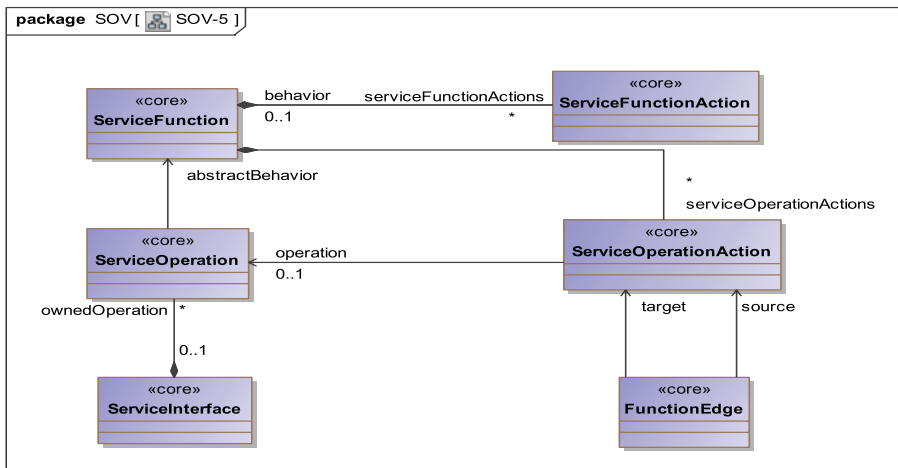 package SOV [ SOV-5 ]
behavior
serviceFunctionActions
0..1
*
«core»
ServiceFunction
«core»
ServiceFunctionAction
abstractBehavior
*
serviceOperationActions
«core»
ServiceOperation
operation
0..1
«core»
ServiceOperationAction
ownedOperation
*
target
source
0..1
«core»
ServiceInterface
«core»
FunctionEdge